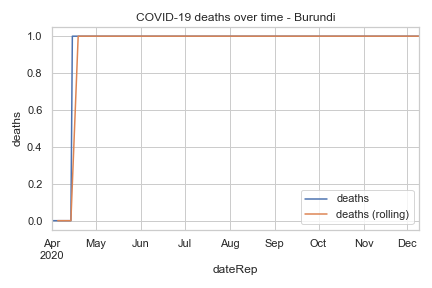 COVID-19 deaths over time - Burundi
1.0
0.8
0.6
0.4
0.2
0.0
deaths
deaths
deaths (rolling)
Apr May Jun Jul Aug Sep Oct Nov Dec
2020
dateRep